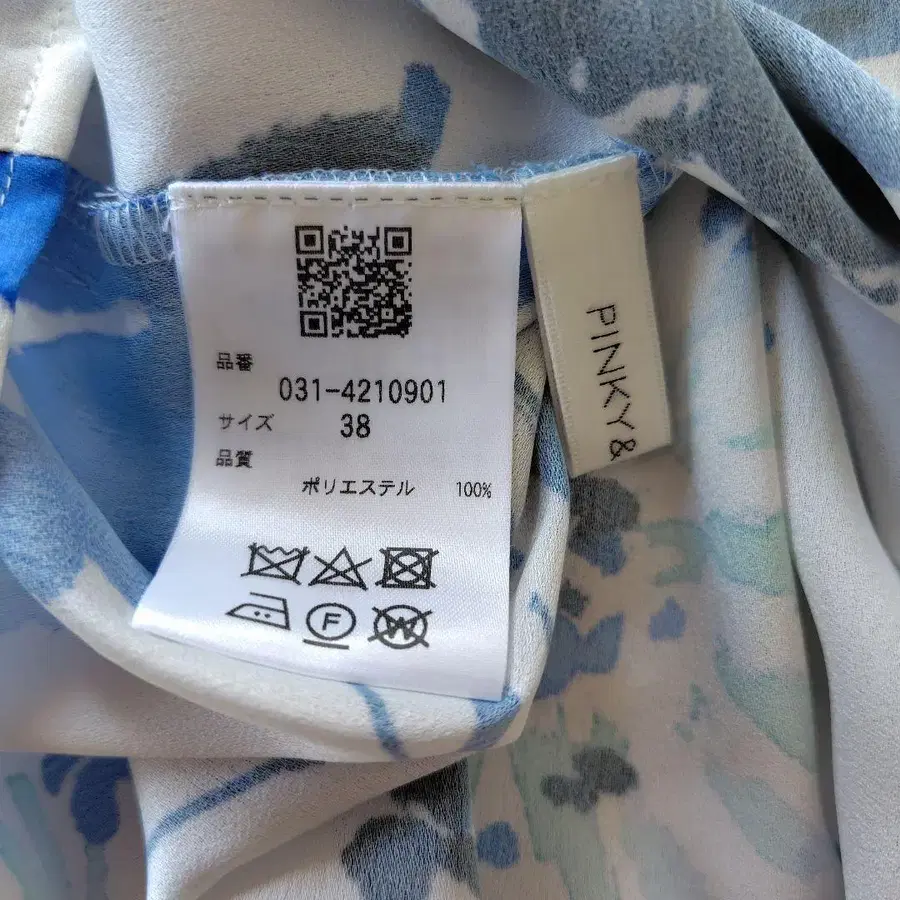 品番
031-4210901
サイズ 38
品質
ポリエステル 100%
F
W
PINKY &